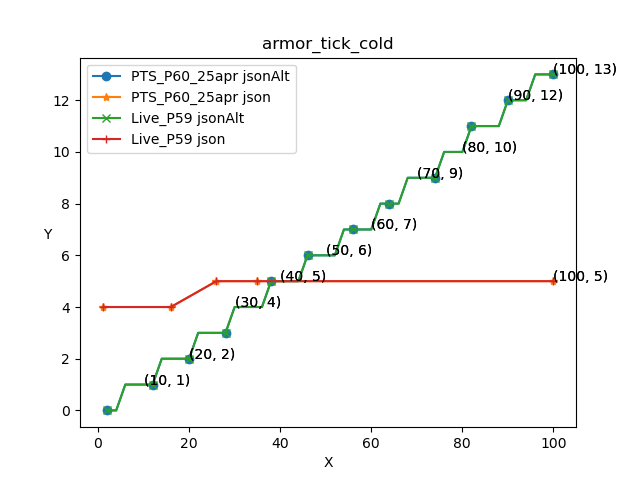 armor_tick_cold
PTS_P60_25apr jsonAlt
PTS_P60_25apr json
Live_P59 jsonAlt
Live_P59 json
(100, 13)
(90, 12)
(80, 10)
(70, 9)
(60, 7)
(50, 6)
(40, 5)
(100, 5)
(30, 4)
(20, 2)
(10, 1)
12
10
8
6
4
2
0
Y
0 20 40 60 80 100
X